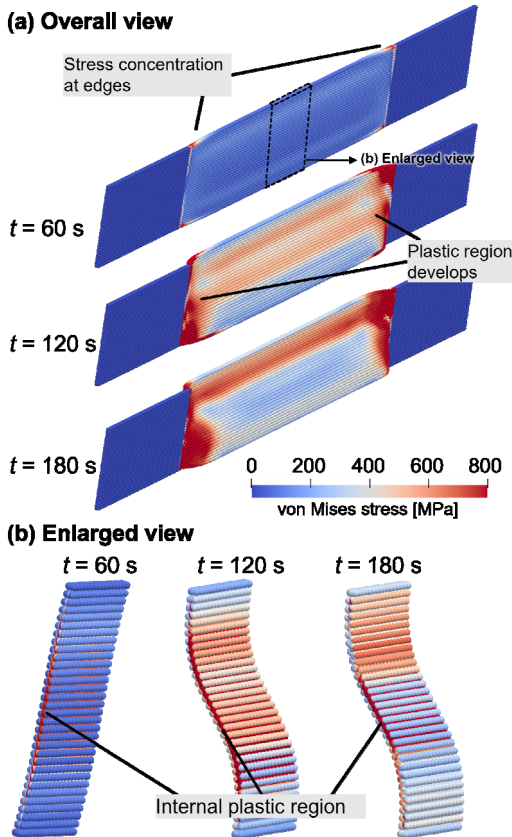 (a) Overall view
Stress concentration
at edges
(b) Enlarged view
t = 60 s
Plastic region
develops
t = 120 s
t = 180 s
0 200 400 600 800
von Mises stress [MPa]
(b) Enlarged view
t = 60 s t = 120 s t = 180 s
Internal plastic region